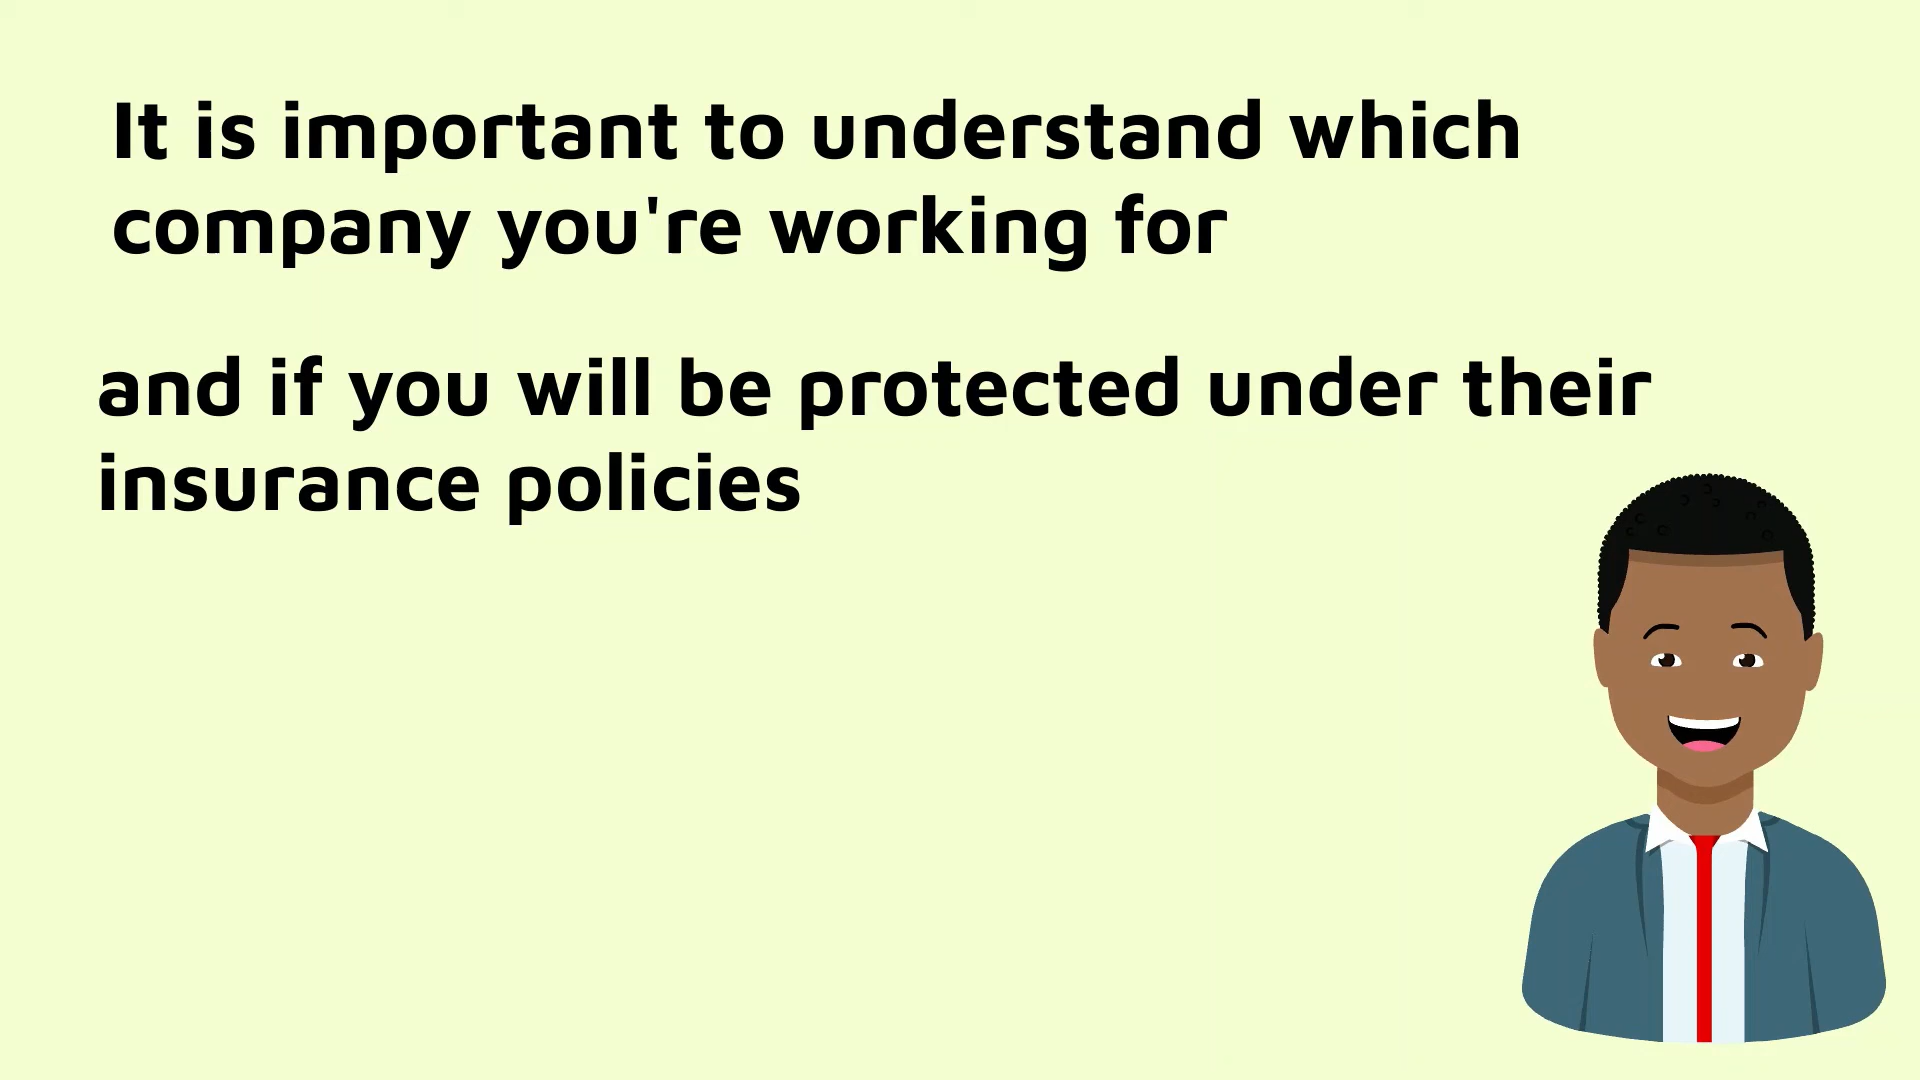 It is important to understand which
company you're working for
and if you will be protected under their
insurance policies